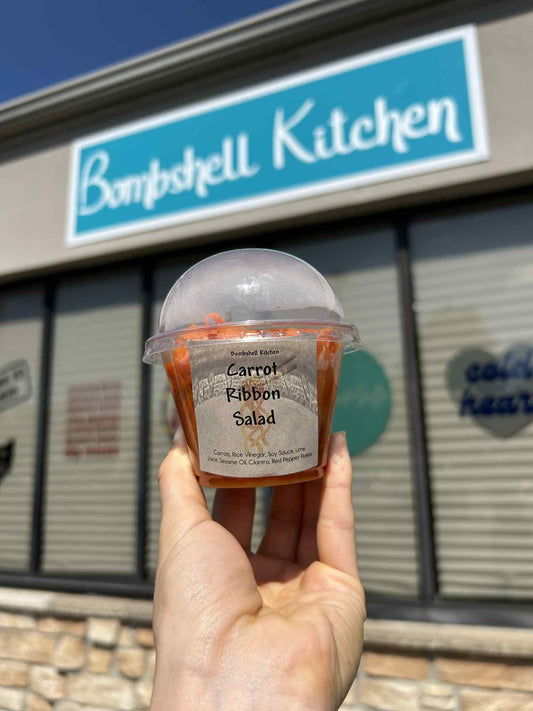 Bombshell Kitchen
Bombshell Kitchen
Carrot
Ribbon
Salad
Carrots, Rice Vinegar, Soy Sauce, Lime
Juice, Sesame Oil, Cilantro, Red Pepper Flakes
cold
heart